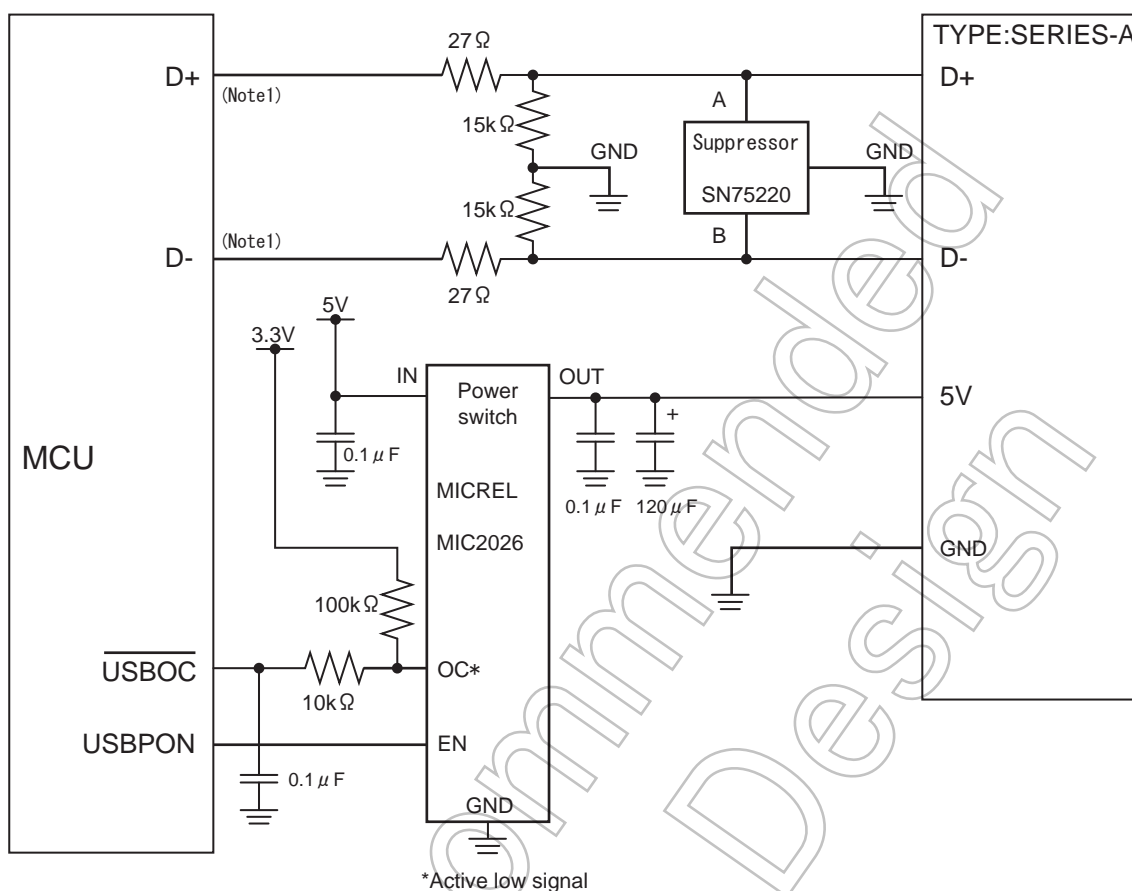 TYPE:SERIES-A
27Ω
D+
(Note1)
15kΩ
A
D+
Suppressor
SN75220
GND
GND
15kΩ
B
D-
(Note1)
27Ω
D-
5V
3.3V
IN
Power
switch
OUT
5V
MCU
0.1μF
+
0.1μF
120μF
MICREL
MIC2026
GND
100kΩ
USBOC
10kΩ
OC*
USBPON
EN
0.1μF
GND
*Active low signal
ommended
Design